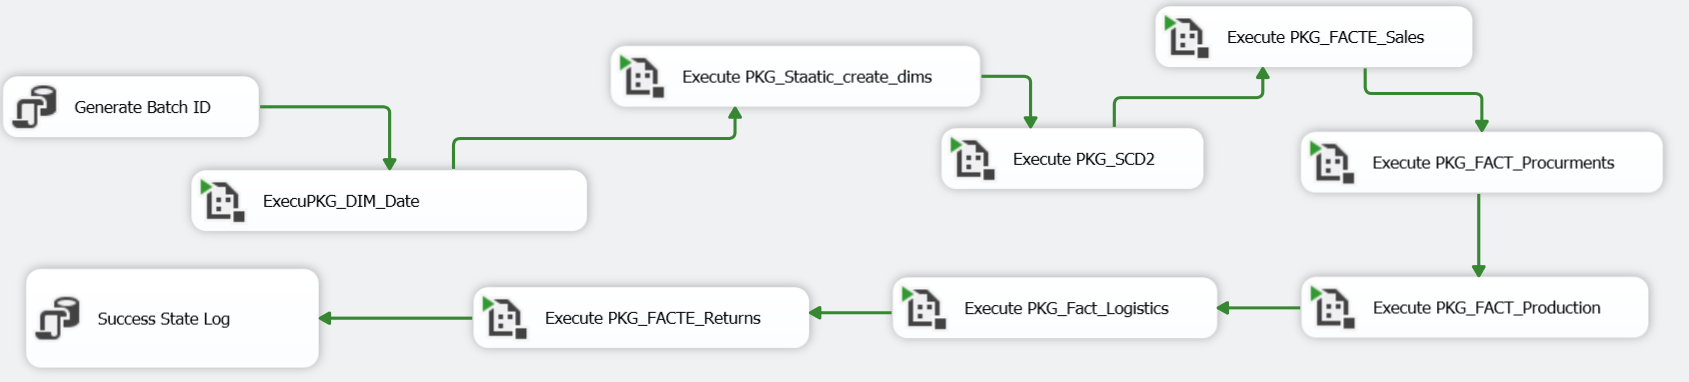 Generate Batch ID
ExecuPKG_DIM_Date
Execute PKG_Staatic_create_dims
Execute PKG_SCD2
Execute PKG_FACTE_Sales
Execute PKG_FACT_Procurments
Execute PKG_FACT_Production
Execute PKG_Fact_Logistics
Execute PKG_FACTE_Returns
Success State Log